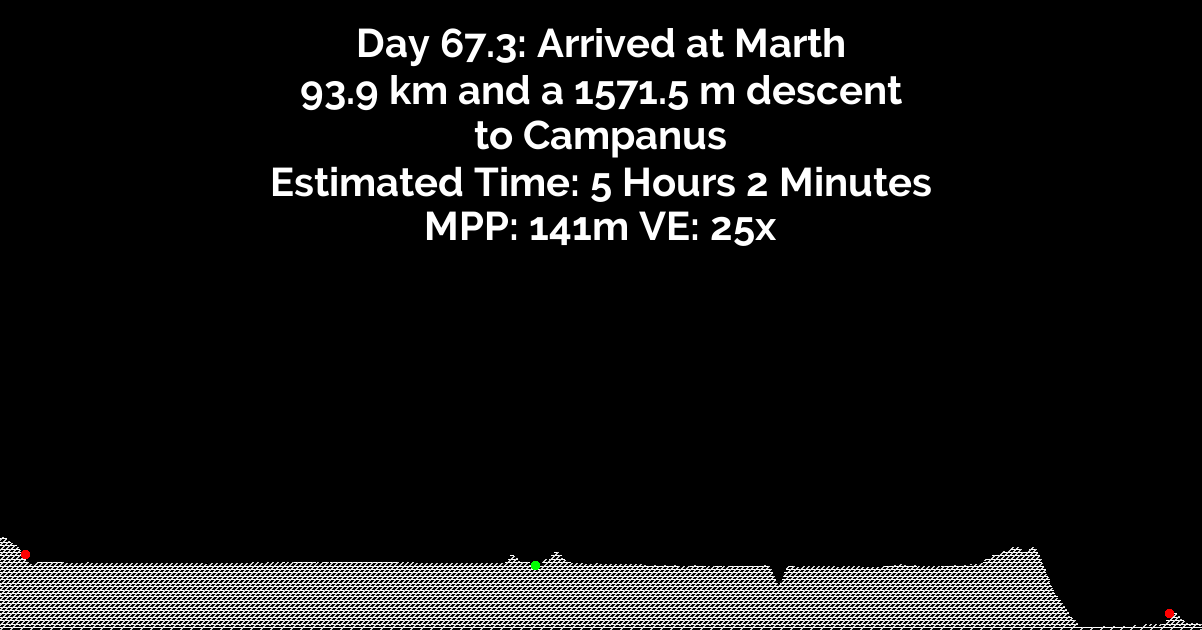 Day 67.3: Arrived at Marth
93.9 km and a 1571.5 m descent
to Campanus
Estimated Time: 5 Hours 2 Minutes
MPP: 141m VE: 25x